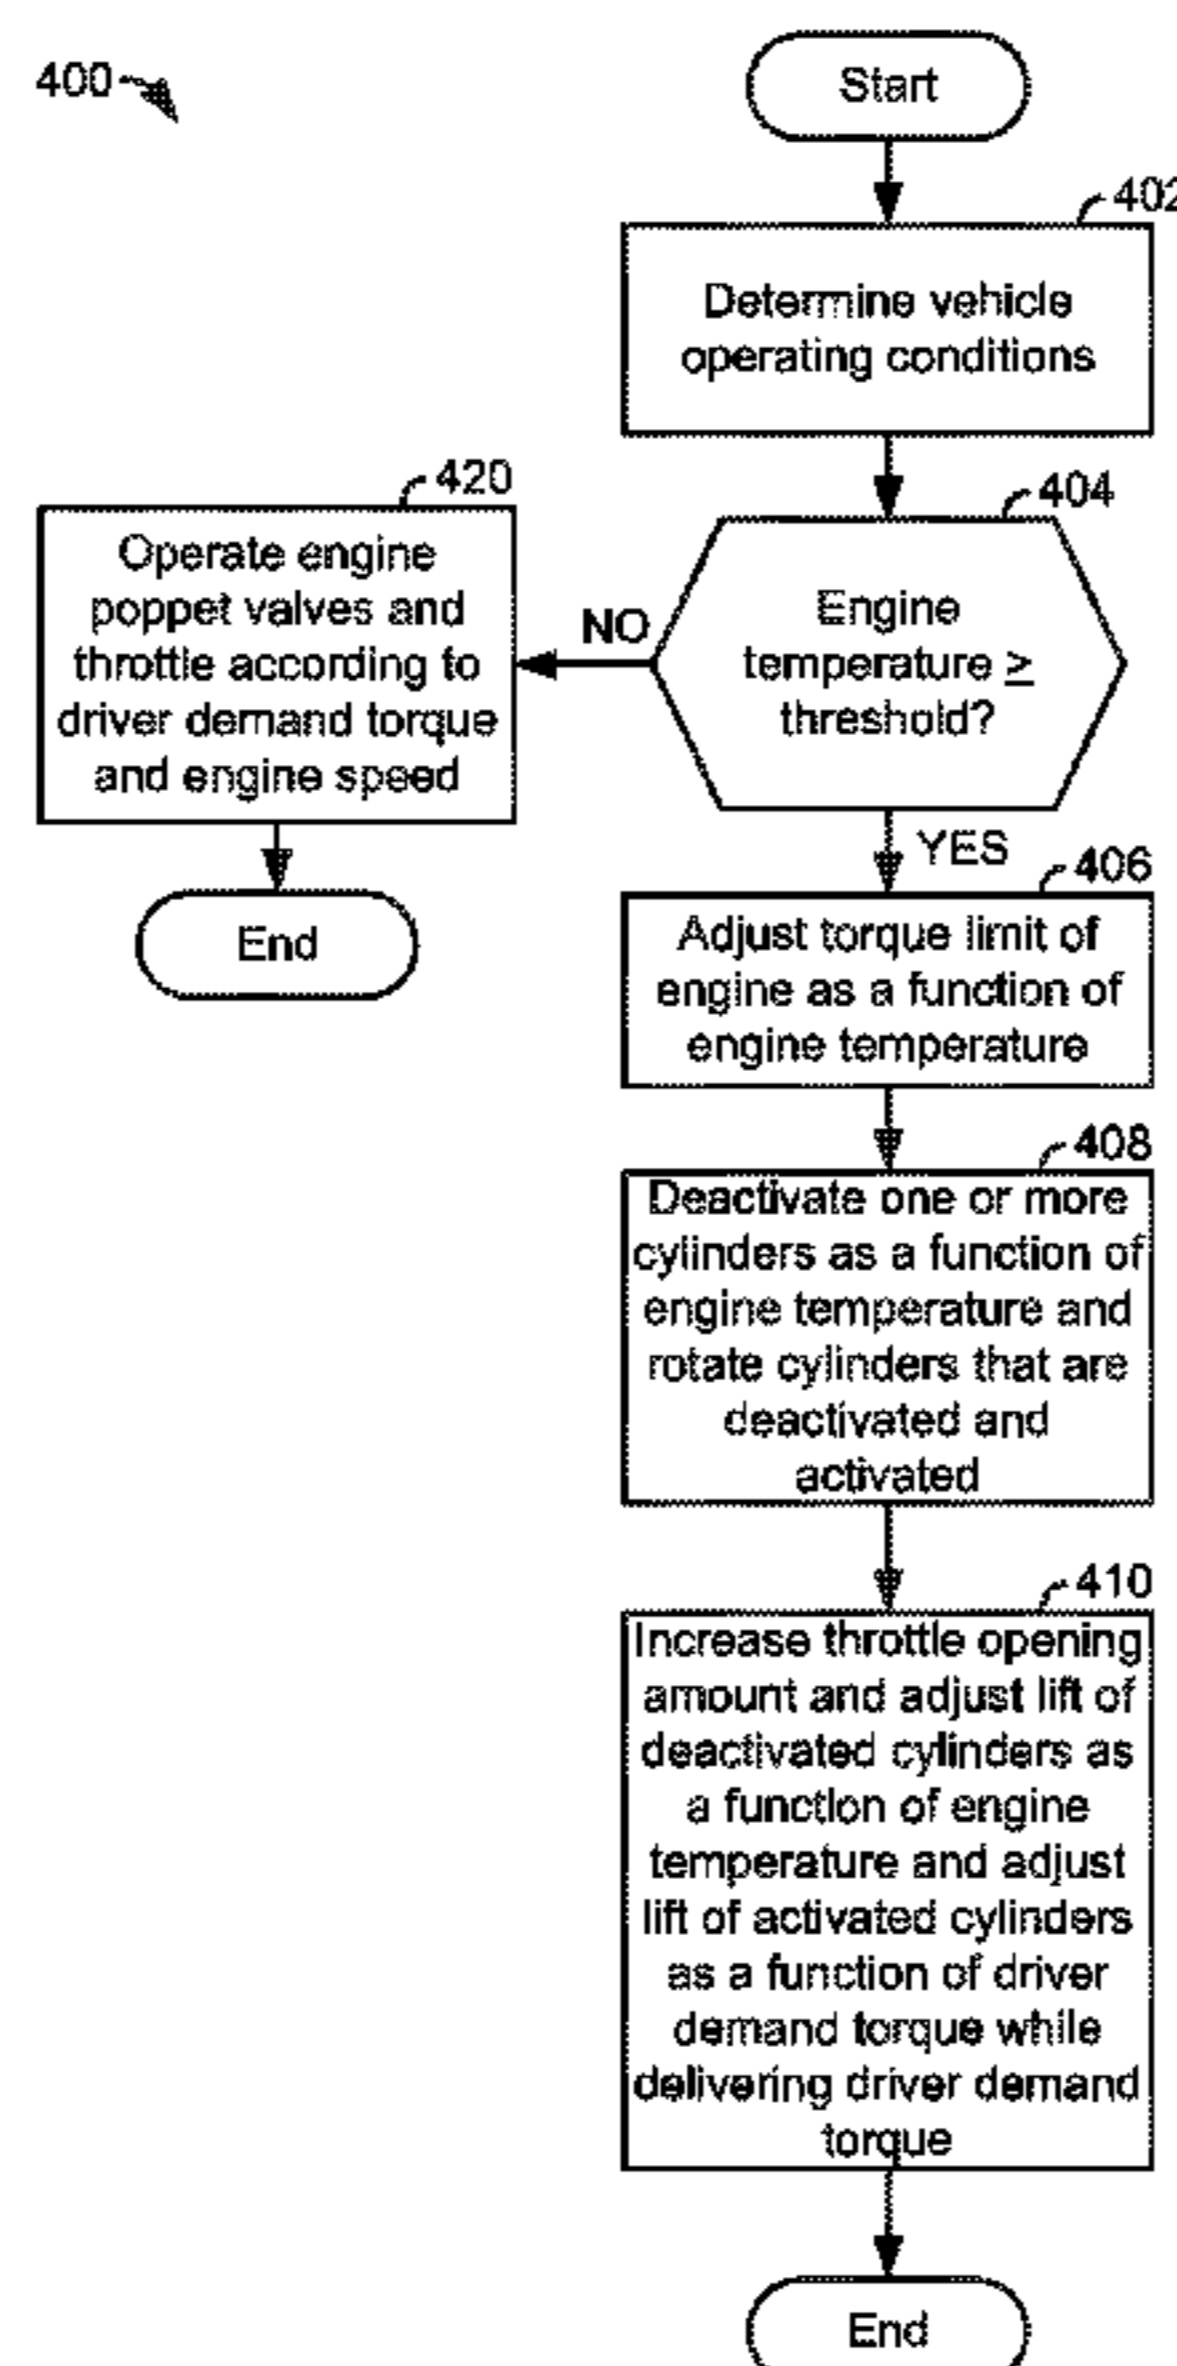 400
Start
402
Determine vehicle
operating conditions
404
Engine
temperature ≥
threshold?
NO
420
Operate engine
poppet valves and
throttle according to
driver demand torque
and engine speed
End
YES
406
Adjust torque limit of
engine as a function of
engine temperature
408
Deactivate one or more
cylinders as a function of
engine temperature and
rotate cylinders that are
deactivated and
activated
410
Increase throttle opening
amount and adjust lift of
deactivated cylinders as
a function of engine
temperature and adjust
lift of activated cylinders
as a function of driver
demand torque while
delivering driver demand
torque
End